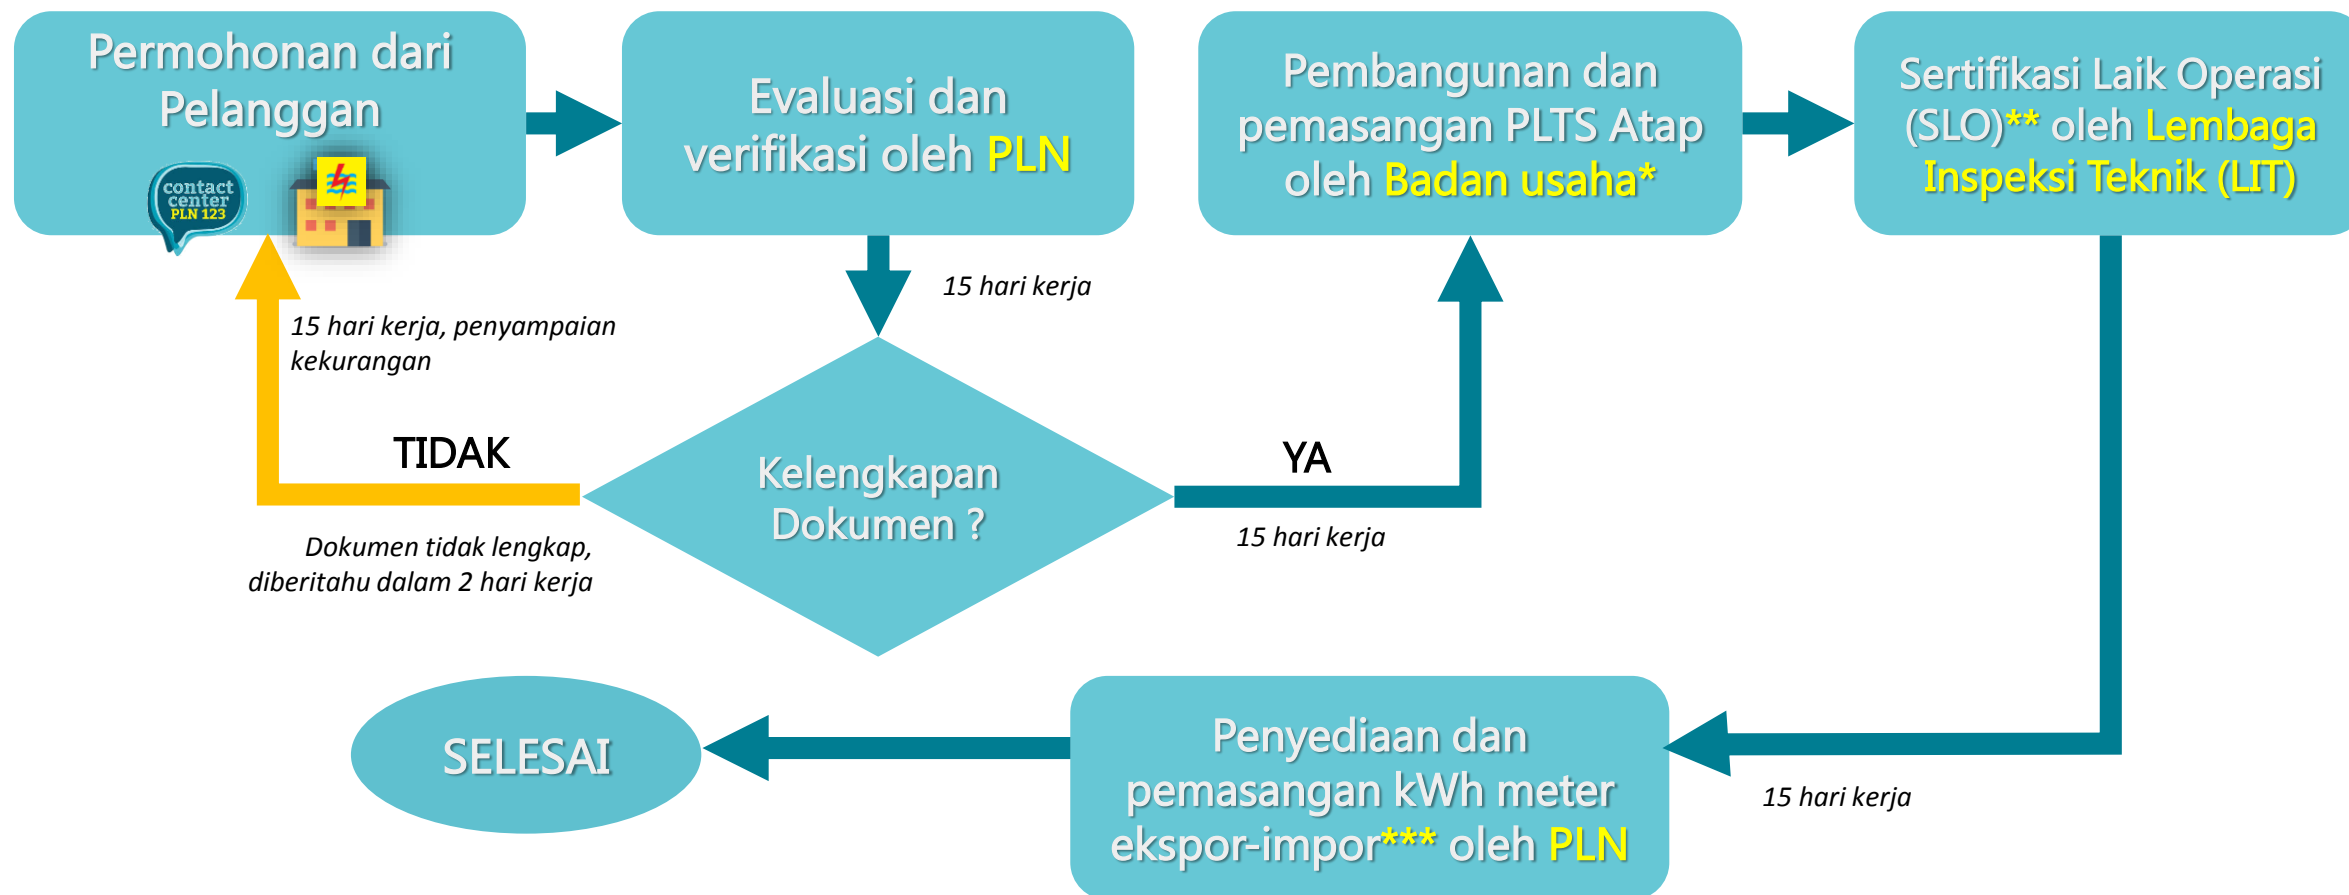 Permohonan dari
Pelanggan
contact
center
PLN 123
Evaluasi dan
verifikasi oleh PLN
Pembangunan dan
pemasangan PLTS Atap
oleh Badan usaha*
Sertifikasi Laik Operasi
(SLO)** oleh Lembaga
Inspeksi Teknik (LIT)
15 hari kerja
15 hari kerja, penyampaian
kekurangan
TIDAK
Dokumen tidak lengkap,
diberitahu dalam 2 hari kerja
Kelengkapan
Dokumen ?
YA
15 hari kerja
15 hari kerja
Penyediaan dan
pemasangan kWh meter
ekspor-impor*** oleh PLN
SELESAI